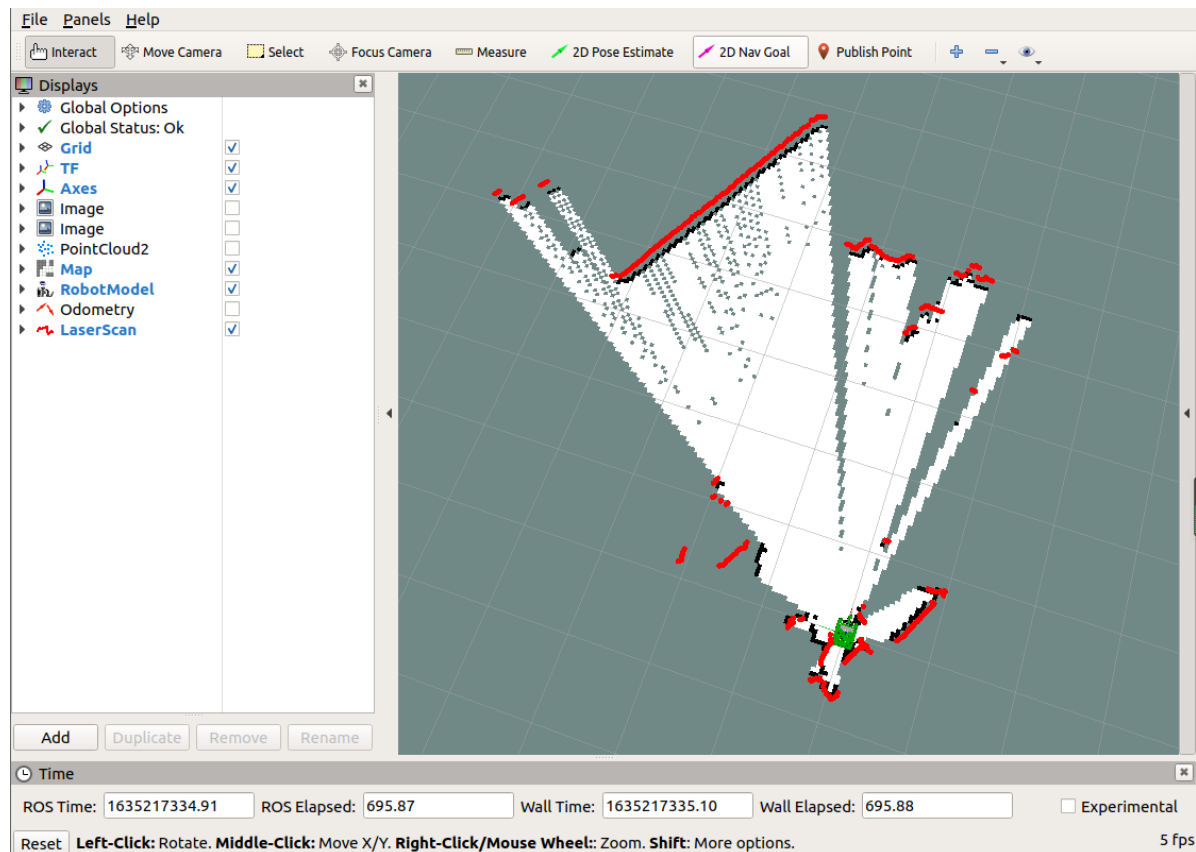 File Panels Help
Interact Move Camera Select Focus Camera Measure 2D Pose Estimate 2D Nav Goal Publish Point
Displays
Global Options
Global Status: Ok
Grid
TF
Axes
Image
Image
PointCloud2
Map
RobotModel
Odometry
LaserScan
Add Duplicate Remove Rename
Time
ROS Time: 1635217334.91 ROS Elapsed: 695.87 Wall Time: 1635217335.10 Wall Elapsed: 695.88 Experimental
Reset Left-Click: Rotate. Middle-Click: Move X/Y. Right-Click/Mouse Wheel:: Zoom. Shift: More options. 5 fps